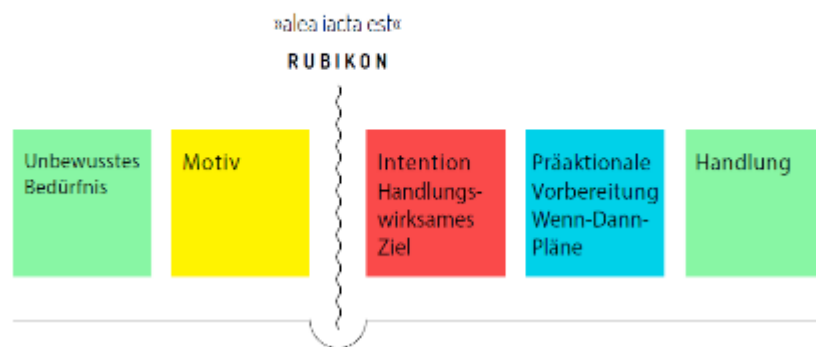 »alea iacta est«
RUBIKON
Unbewusstes
Bedürfnis
Motiv
Intention
Handlungs-
wirksames
Ziel
Präaktionale
Vorbereitung
Wenn-Dann-
Pläne
Handlung